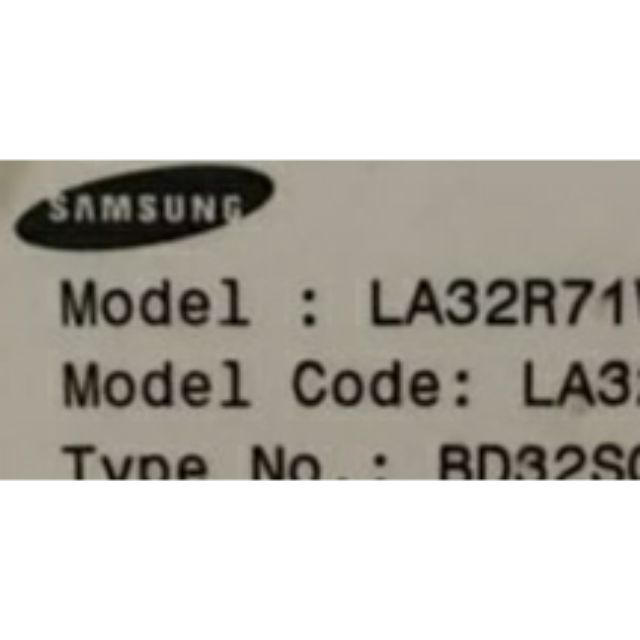 SAMSUNG
Model : LA32R71
Model Code: LA3
Type No.: BD32S